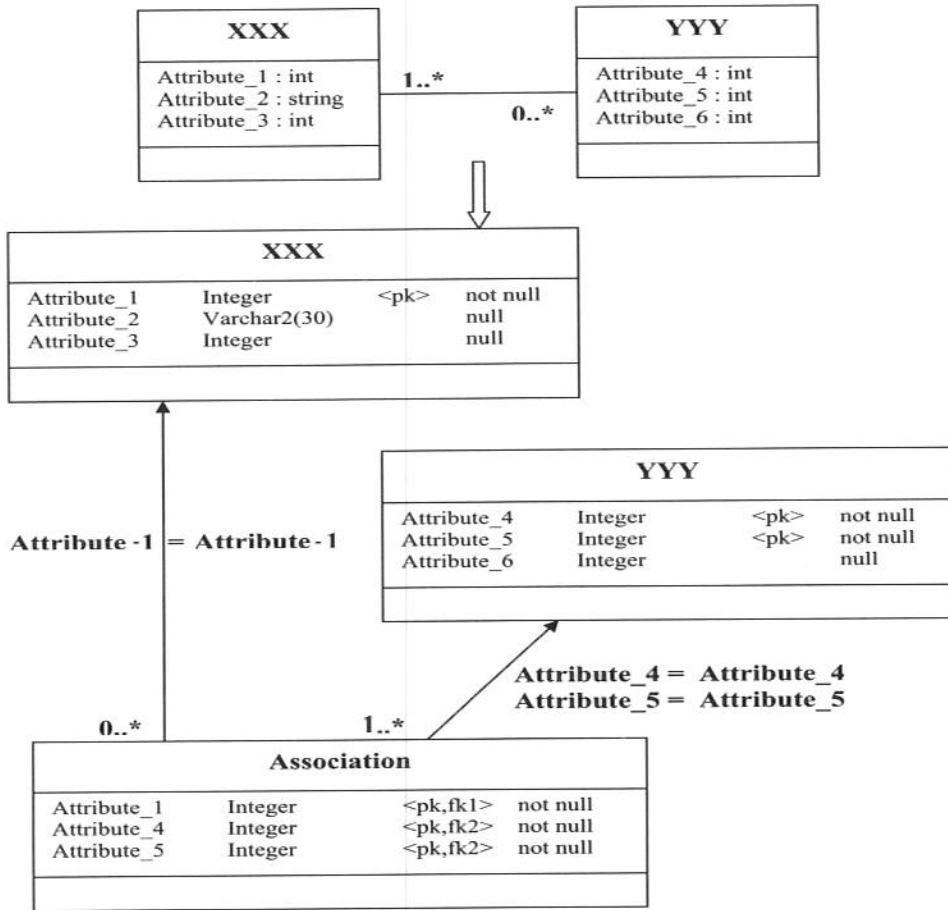 XXX
Attribute_1 : int
Attribute_2 : string
Attribute_3 : int
1..*
0..*
YYY
Attribute_4 : int
Attribute_5 : int
Attribute_6 : int
XXX
Attribute_1 Integer <pk> not null
Attribute_2 Varchar2(30) null
Attribute_3 Integer null
Attribute -1 = Attribute -1
YYY
Attribute_4 Integer <pk> not null
Attribute_5 Integer <pk> not null
Attribute_6 Integer null
Attribute_4 = Attribute_4
Attribute_5 = Attribute_5
0..*
1..*
Association
Attribute_1 Integer <pk,fk1> not null
Attribute_4 Integer <pk,fk2> not null
Attribute_5 Integer <pk,fk2> not null